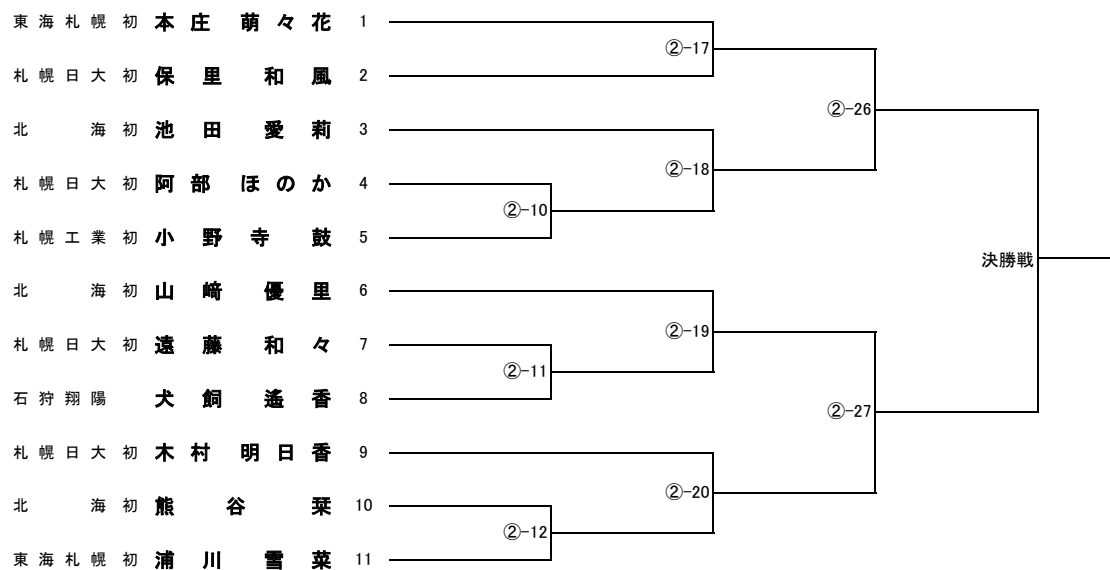 東海札幌 初 本庄 萌々花 1
②-17
札幌日大 初 保里 和風 2
②-26
北海 初 池田 愛莉 3
②-18
札幌日大 初 阿部 ほのか 4
②-10
札幌工業 初 小野寺 鼓 5
決勝戦
北海 初 山﨑 優里 6
②-19
札幌日大 初 遠藤 和々 7
②-11
石狩翔陽 犬飼 遙香 8
②-27
札幌日大 初 木村 明日香 9
②-20
北海 初 熊谷 栞 10
②-12
東海札幌 初 浦川 雪菜 11